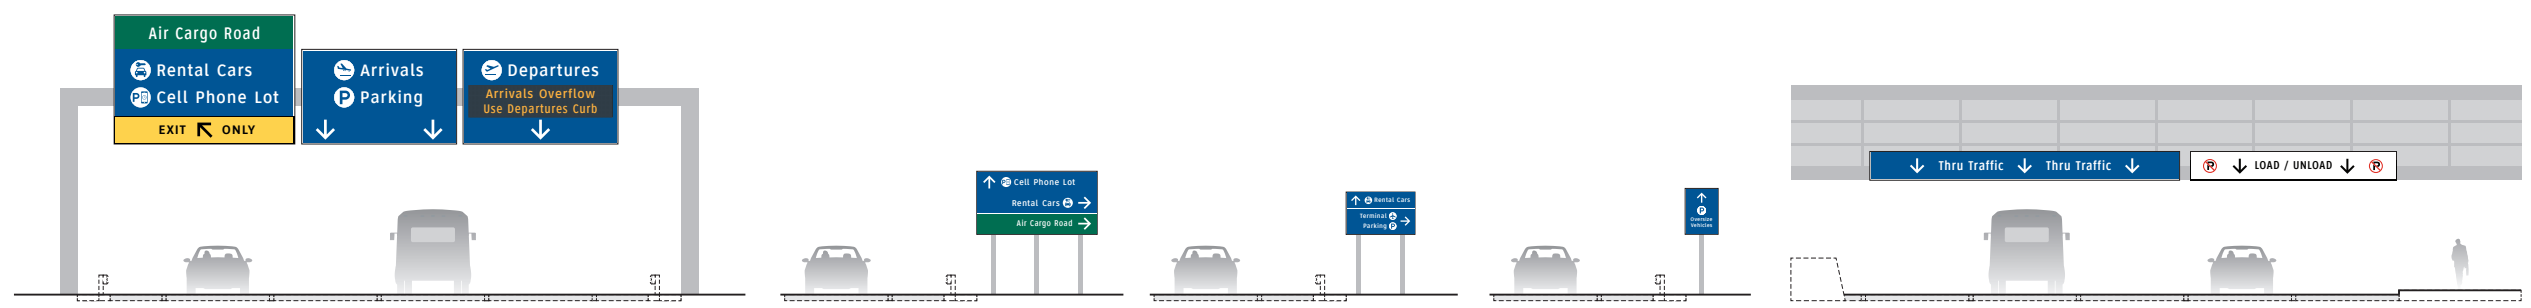 Air Cargo Road
Rental Cars
P Cell Phone Lot
EXIT ONLY
Arrivals
P Parking
Departures
Arrivals Overflow
Use Departures Curb
P Cell Phone Lot
Rental Cars
Air Cargo Road
Rental Cars
Terminal
Parking P
P
Oversize
Vehicles
Thru Traffic Thru Traffic
P LOAD / UNLOAD P